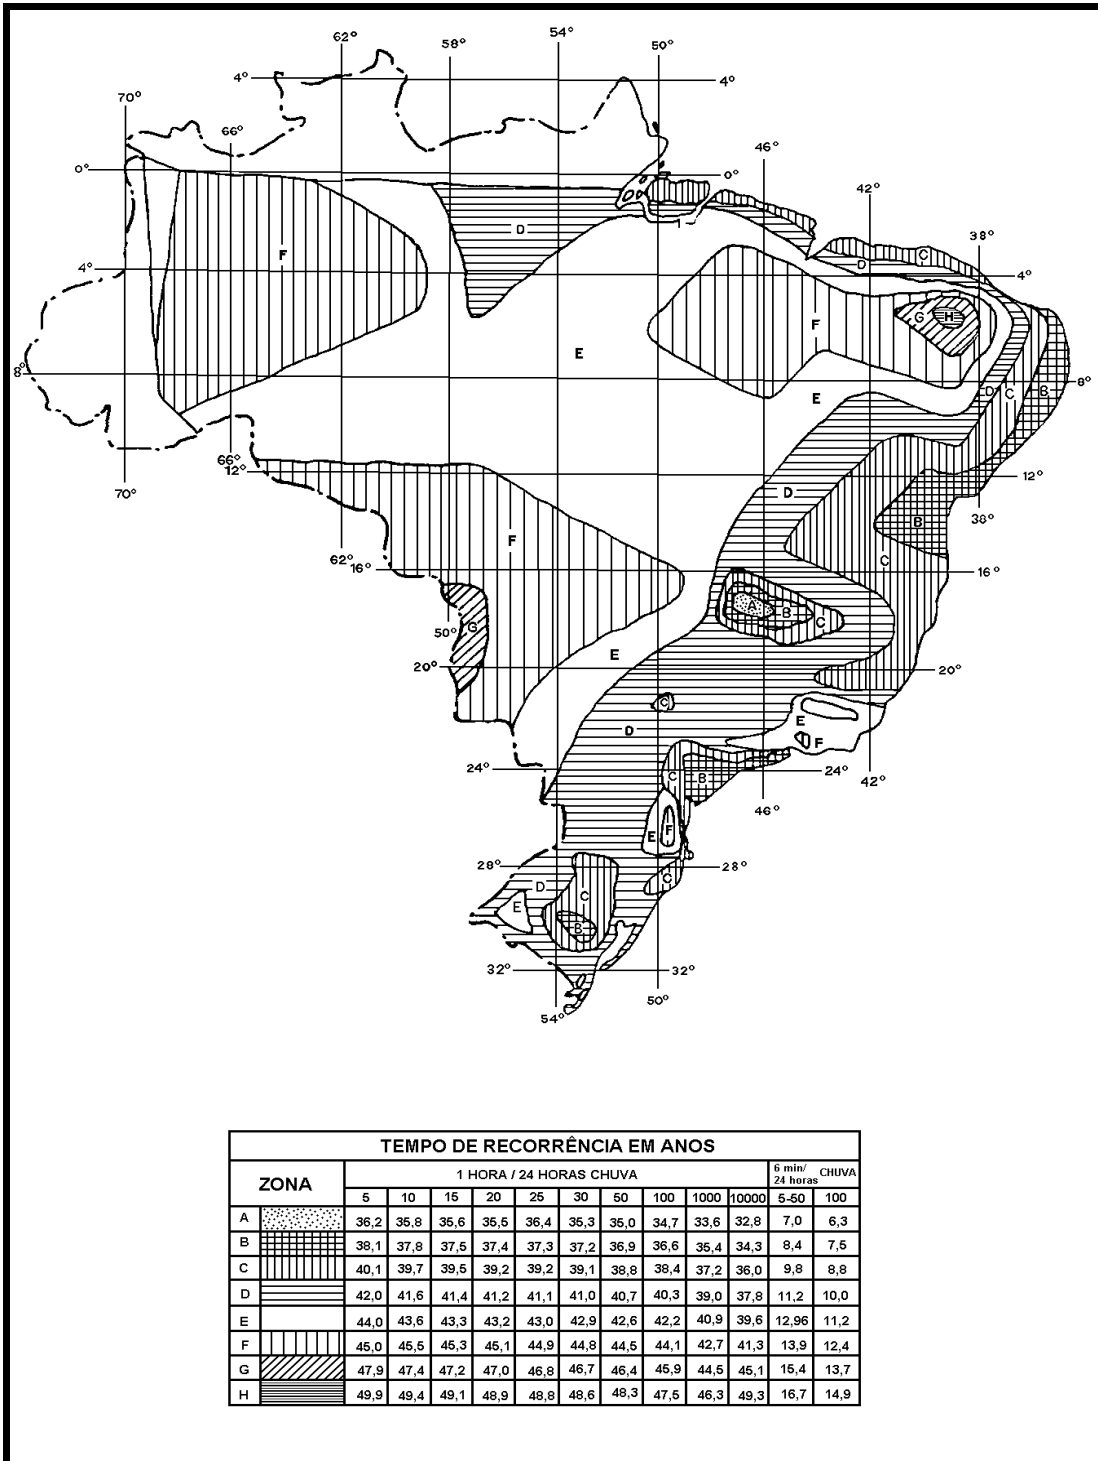 54°
62°
58°
50°
4°
4°
70°
66°
46°
0°
0°
42°
38°
D
1
F
C
4°
D
4°
G
H
F
E
8°
8°
E
D
C
B
66°
12°
12°
70°
D
38°
B
F
62°
16°
C
16°
A
B
50°
G
C
E
20°
20°
C
E
D
F
24°
C
B
24°
42°
46°
E
F
28°
28°
D
C
C
E
B
32°
32°
50°
54°
TEMPO DE RECORRÊNCIA EM ANOS
ZONA
1 HORA / 24 HORAS CHUVA
6 min/ 24 horas CHUVA
5 10 15 20 25 30 50 100 1000 10000 5-50 100
A 36,2 35,8 35,6 35,5 36,4 35,3 35,0 34,7 33,6 32,8 7,0 6,3
B 38,1 37,8 37,5 37,4 37,3 37,2 36,9 36,6 35,4 34,3 8,4 7,5
C 40,1 39,7 39,5 39,2 39,2 39,1 38,8 38,4 37,2 36,0 9,8 8,8
D 42,0 41,6 41,4 41,2 41,1 41,0 40,7 40,3 39,0 37,8 11,2 10,0
E 44,0 43,6 43,3 43,2 43,0 42,9 42,6 42,2 40,9 39,6 12,96 11,2
F 45,0 45,5 45,3 45,1 44,9 44,8 44,5 44,1 42,7 41,3 13,9 12,4
G 47,9 47,4 47,2 47,0 46,8 46,7 46,4 45,9 44,5 45,1 15,4 13,7
H 49,9 49,4 49,1 48,9 48,8 48,6 48,3 47,5 46,3 49,3 16,7 14,9